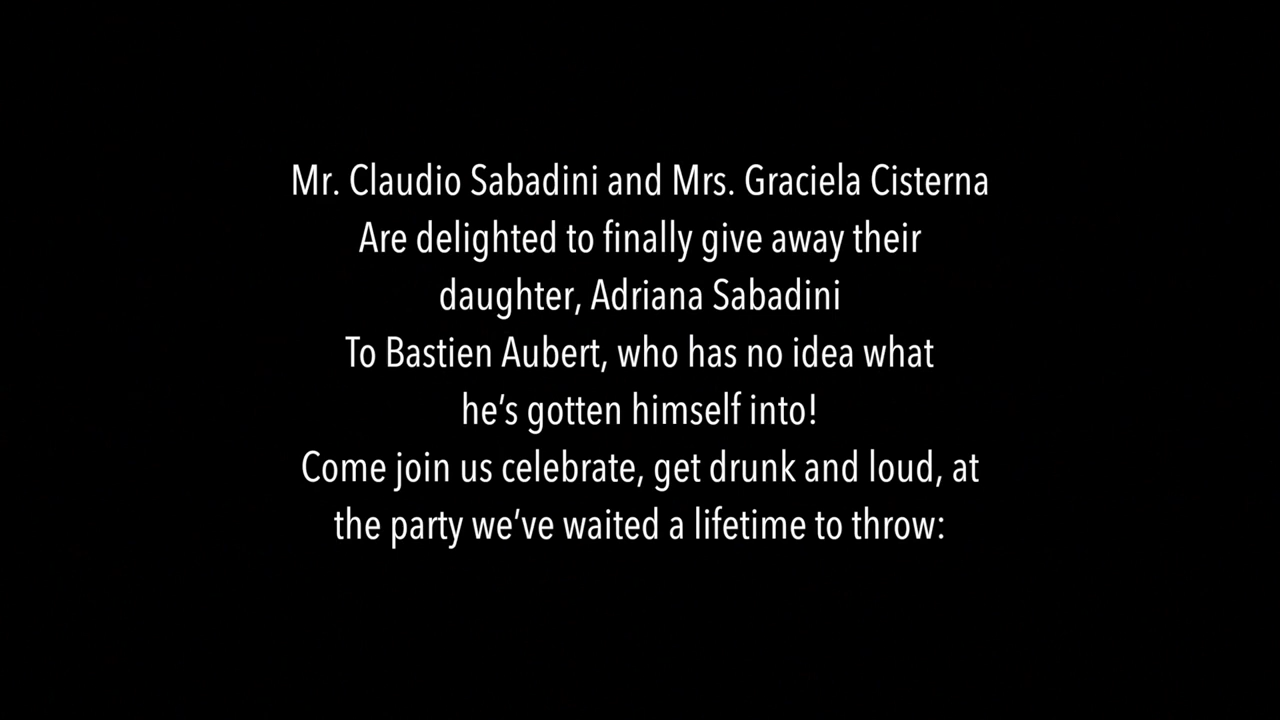 Mr. Claudio Sabadini and Mrs. Graciela Cisterna
Are delighted to finally give away their
daughter, Adriana Sabadini
To Bastien Aubert, who has no idea what
he’s gotten himself into!
Come join us celebrate, get drunk and loud, at
the party we’ve waited a lifetime to throw: